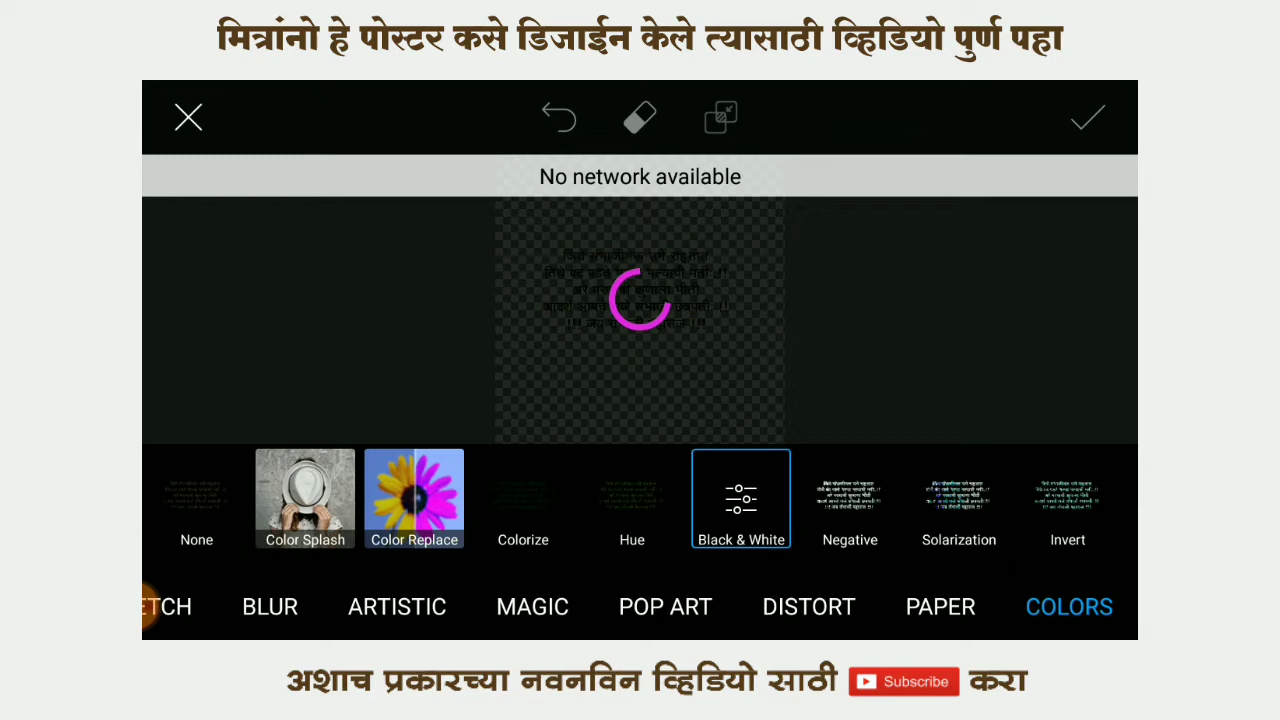 मित्रांनो हे पोस्टर कसे डिजाईन केले त्यासाठी व्हिडियो पुर्ण पहा
No network available
None
Color Splash
Color Replace
Colorize
Hue
Black & White
Negative
Solarization
Invert
ETCH
BLUR
ARTISTIC
MAGIC
POP ART
DISTORT
PAPER
COLORS
अशाच प्रकारच्या नवनविन व्हिडियो साठी Subscribe करा